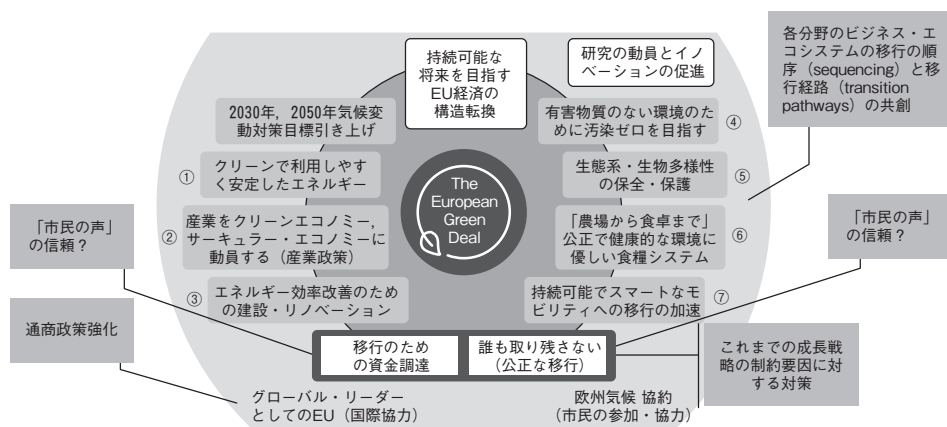 持続可能な
将来を目指す
EU経済の
構造転換
研究の動員とイノ
ベーションの促進
各分野のビジネス・エ
コシステムの移行の順
序（sequencing）と移
行経路（transition
pathways）の共創
2030年，2050年気候変
動対策目標引き上げ
①
クリーンで利用しやす
く安定したエネルギー
②
産業をクリーンエコノミー，
サーキュラー・エコノミーに
動員する（産業政策）
③
エネルギー効率改善のため
の建設・リノベーション
The
European
Green
Deal
有害物質のない環境のた
めに汚染ゼロを目指す
④
生態系・生物多様性
の保全・保護
⑤
「農場から食卓まで」
公正で健康的な環境に
優しい食糧システム
⑥
持続可能でスマートなモ
ビリティへの移行の加速
⑦
「市民の声」
の信頼？
「市民の声」
の信頼？
通商政策強化
移行のため
の資金調達
誰も取り残さない
（公正な移行）
これまでの成長戦
略の制約要因に対
する対策
グローバル・リーダー
としてのEU（国際協力）
欧州気候 協約
（市民の参加・協力）